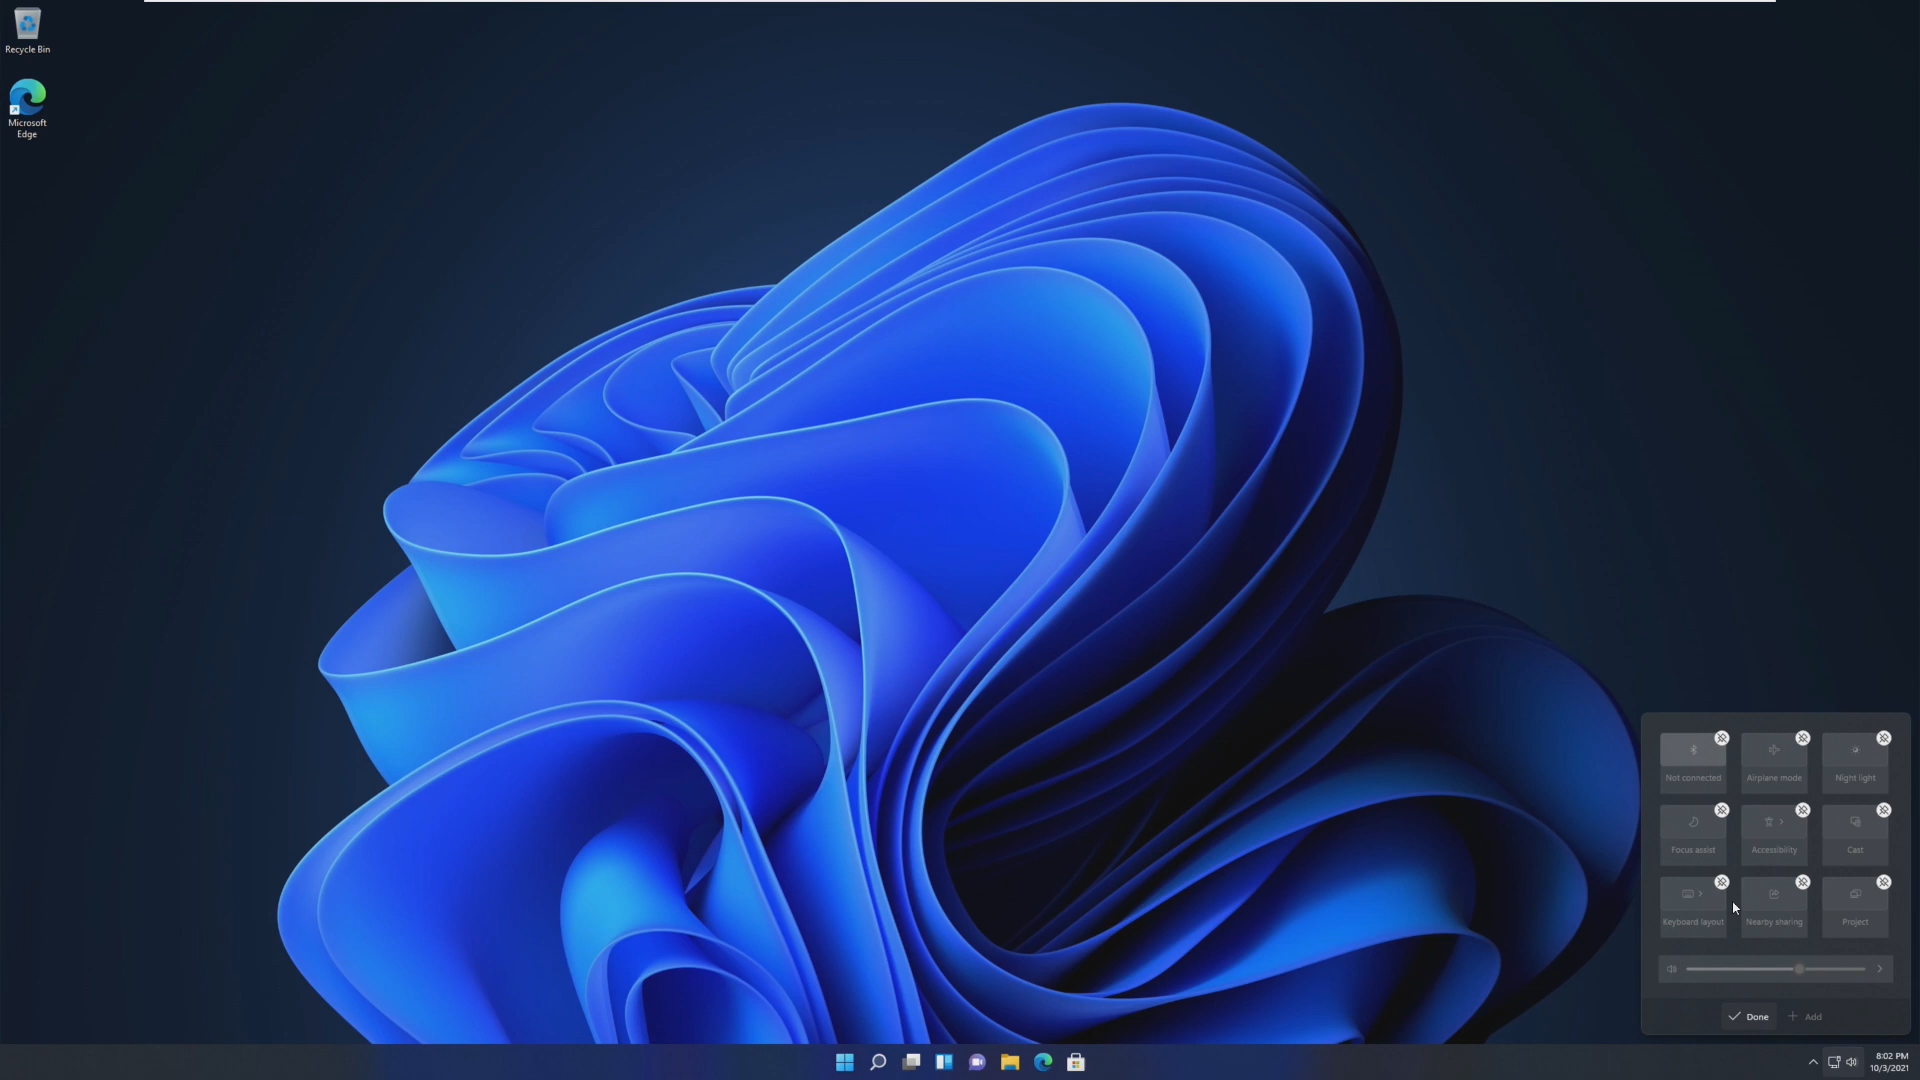 Recycle Bin
Microsoft
Edge
Not connected
Airplane mode
Night light
Focus assist
Accessibility
Cast
Keyboard layout
Nearby sharing
Project
Done
Add
8:02 PM
10/3/2021